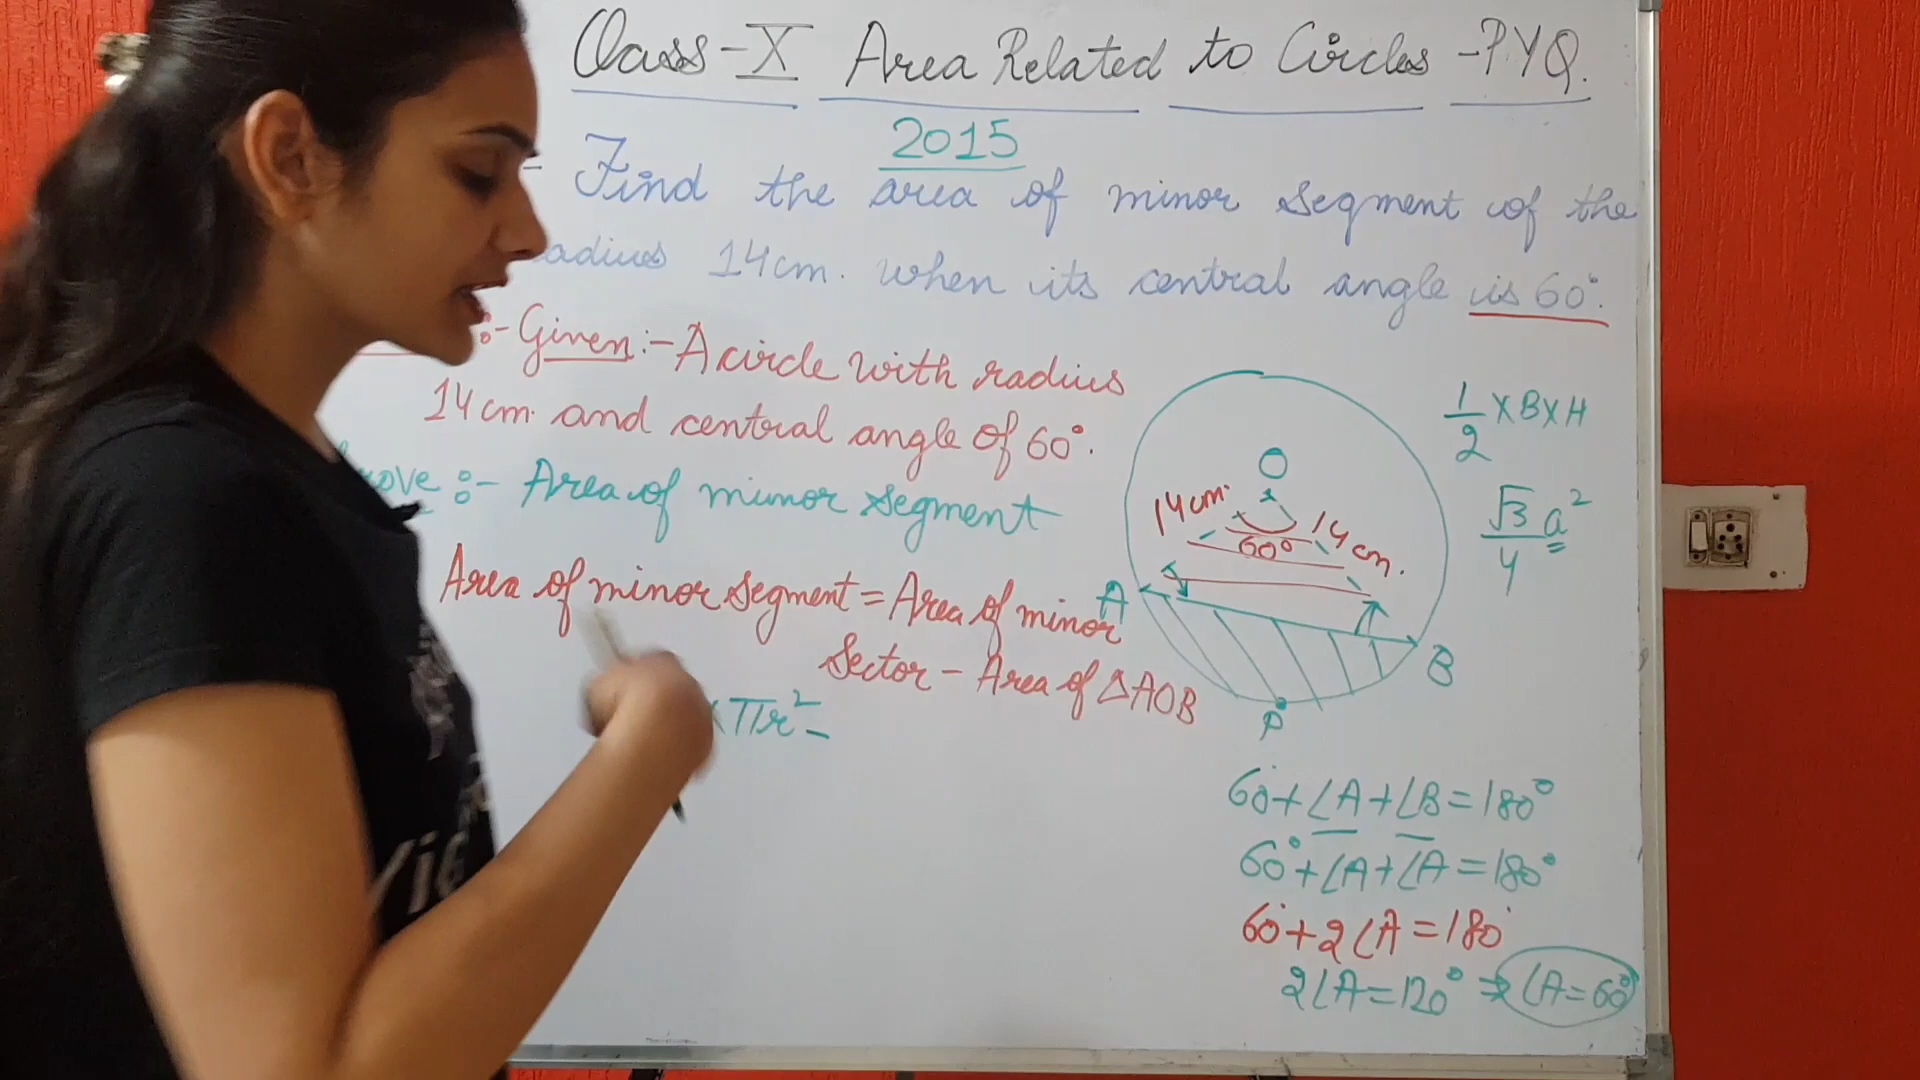 Class-X Area Related to Circles -PYQ.
2015
- Find the area of minor segment of the
adius 14cm. when its central angle is 60°.
:- Given:- A circle with radius
14cm. and central angle of 60°.
ove :- Area of minor segment
Area of minor segment = Area of minor
Sector - Area of △AOB
×πr² -
O
14cm.
14cm.
60°
A
B
P
1/2 ×B×H
√3/4 a²
60°+∠A+∠B=180°
60°+∠A+∠A=180°
60°+2∠A=180°
2∠A=120° ⇒ ∠A=60°